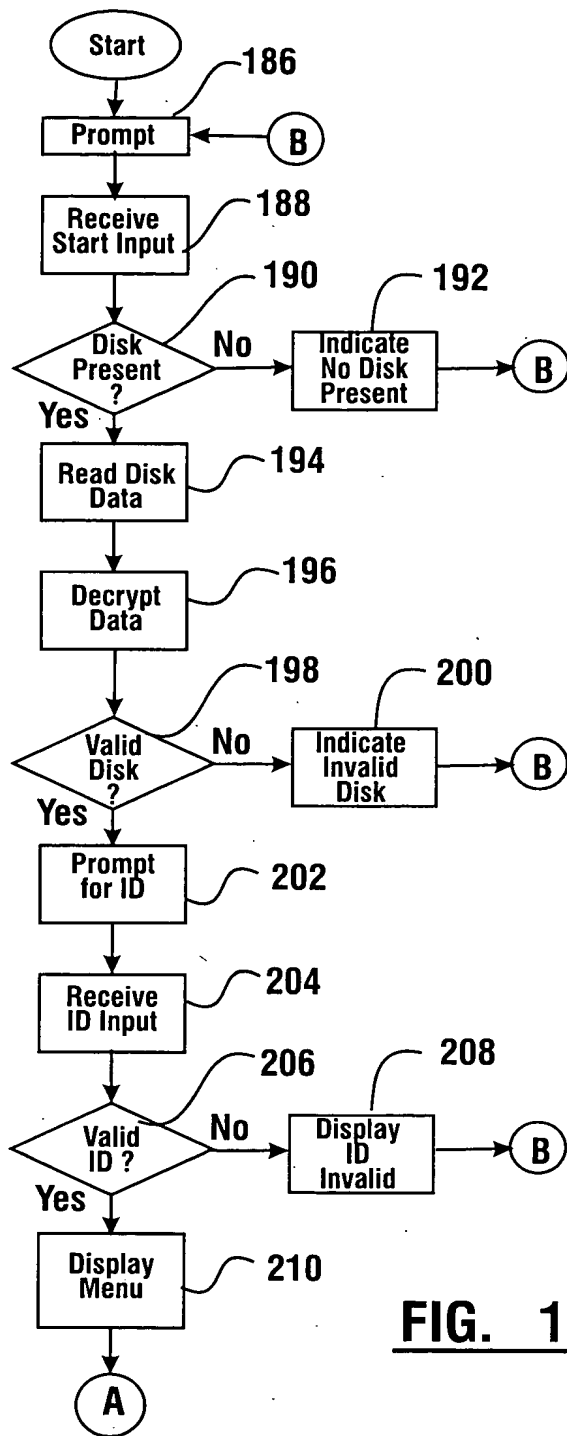 Start
186
Prompt
B
Receive
Start Input
188
190
Disk
Present
?
No
Yes
192
Indicate
No Disk
Present
B
Read Disk
Data
194
Decrypt
Data
196
198
Valid
Disk
?
No
Yes
200
Indicate
Invalid
Disk
B
Prompt
for ID
202
Receive
ID Input
204
206
Valid
ID ?
No
Yes
208
Display
ID
Invalid
B
Display
Menu
210
A
FIG. 1